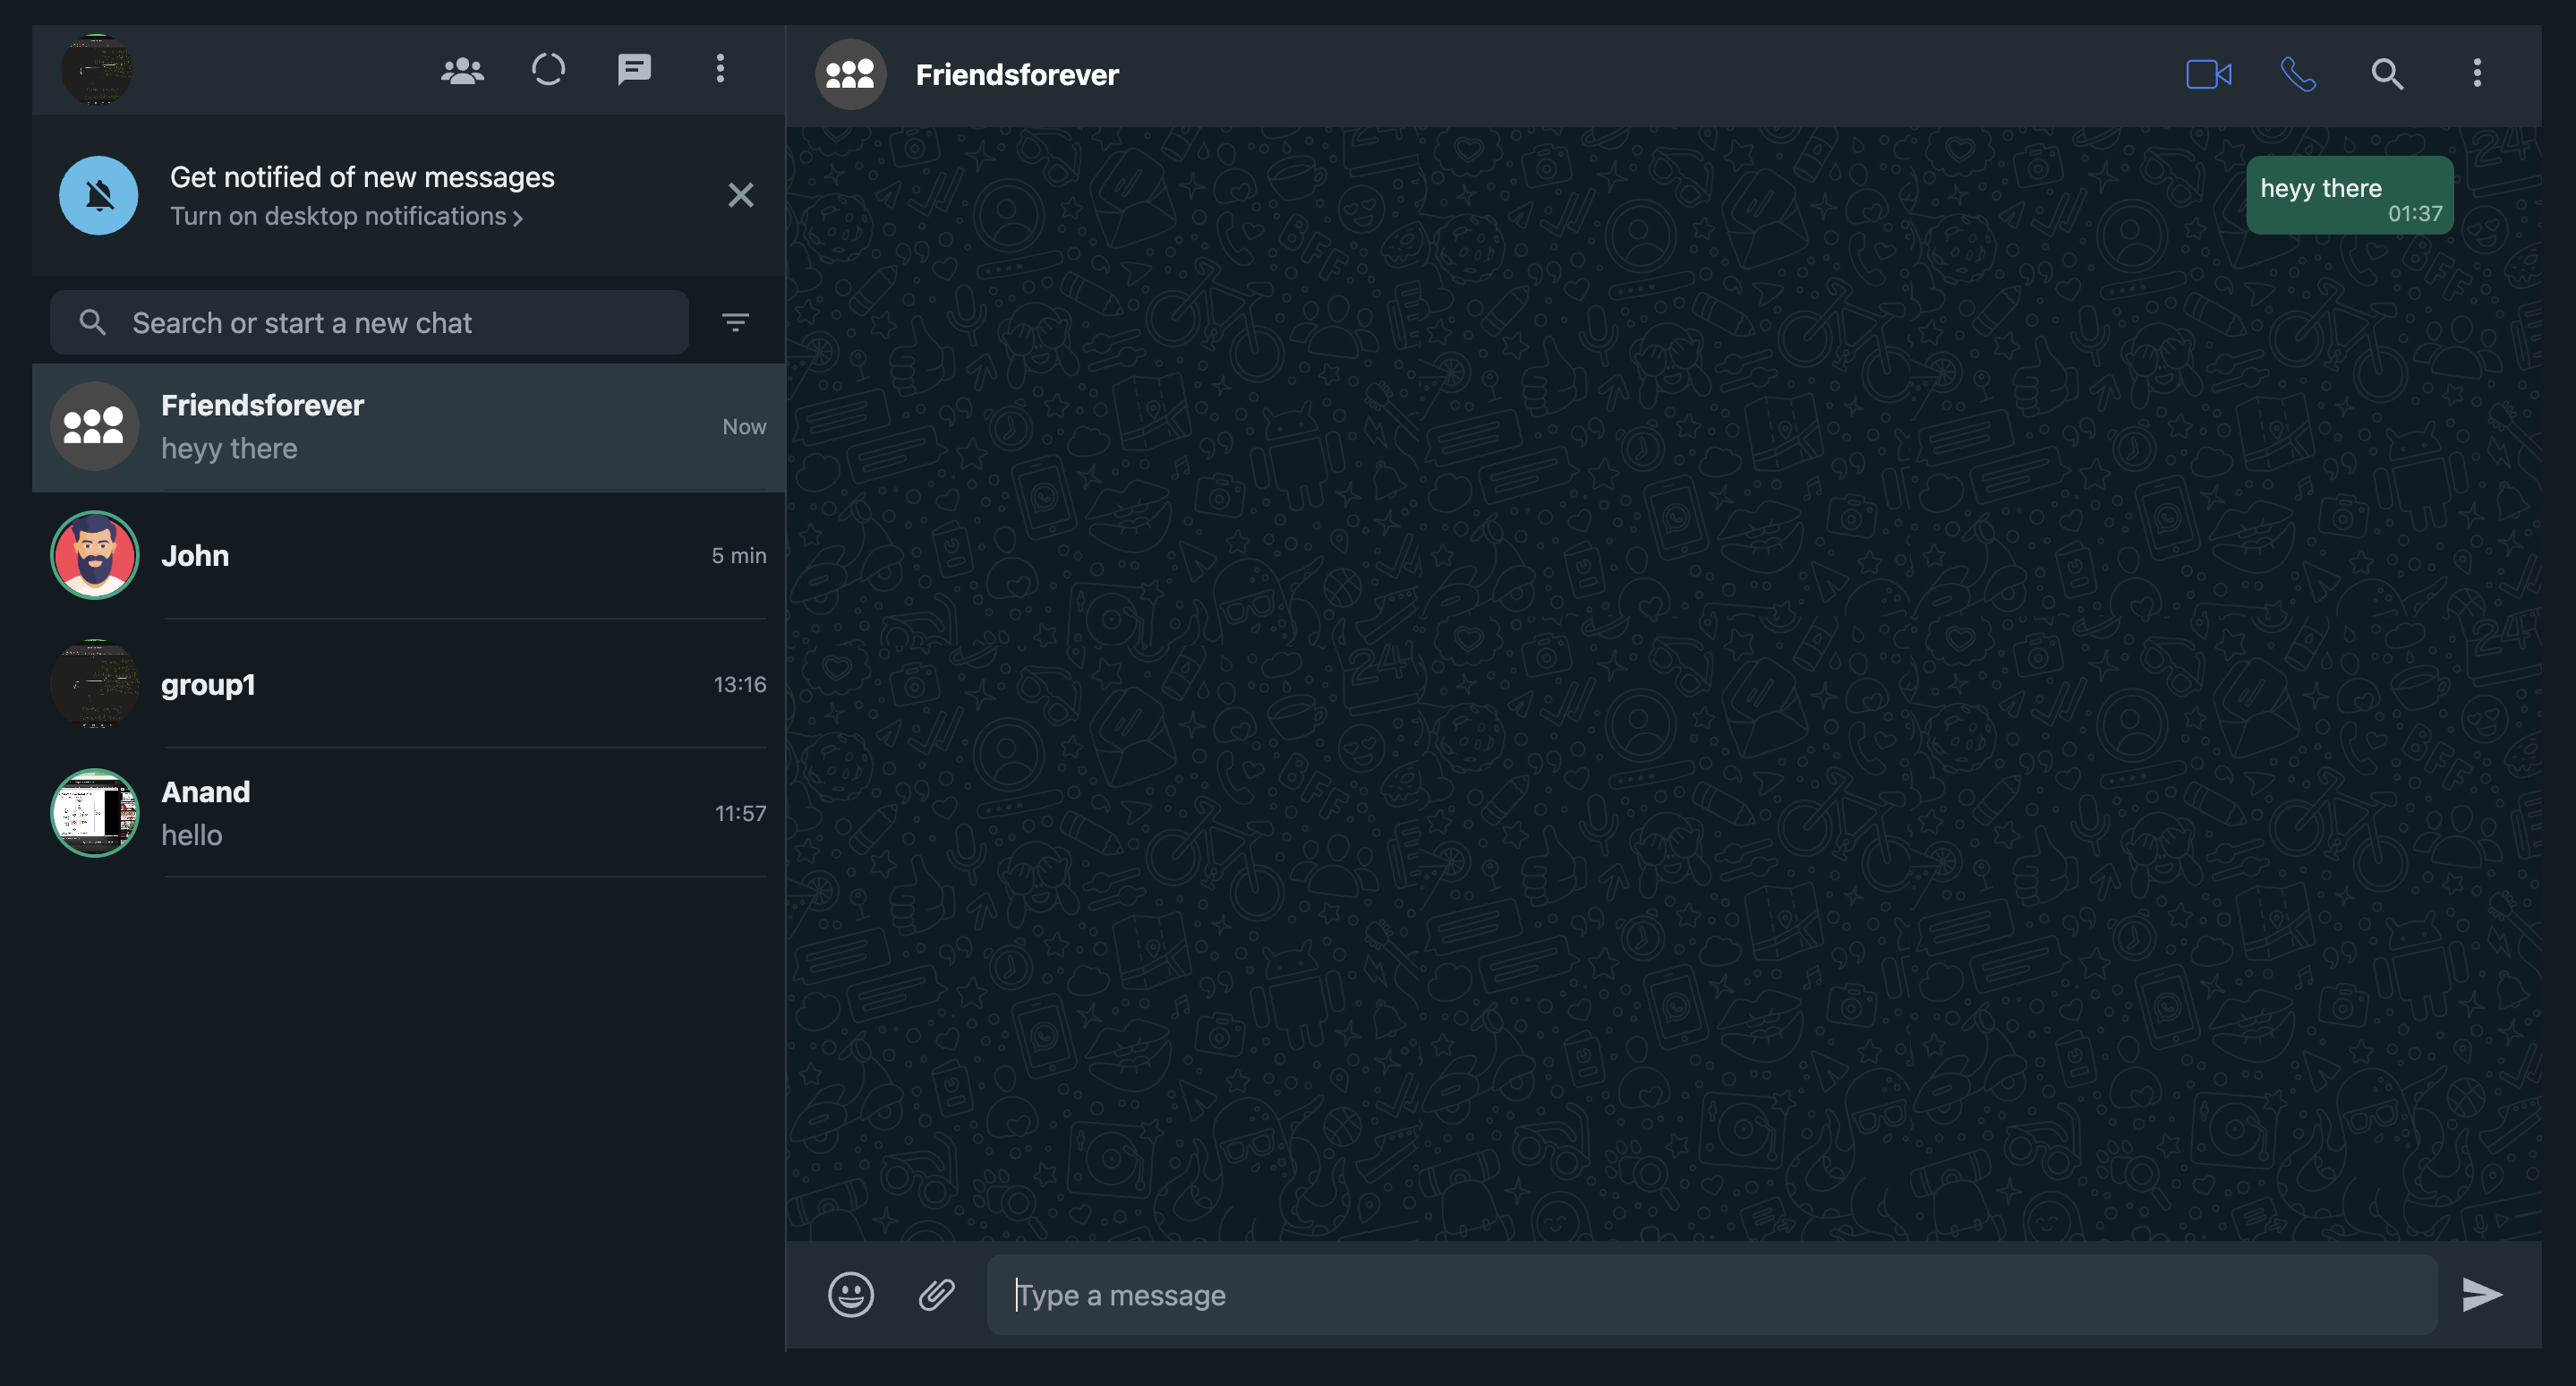 Get notified of new messages
Turn on desktop notifications
Search or start a new chat
Friendsforever
heyy there
Now
John
5 min
group1
13:16
Anand
hello
11:57
Friendsforever
heyy there
01:37
Type a message